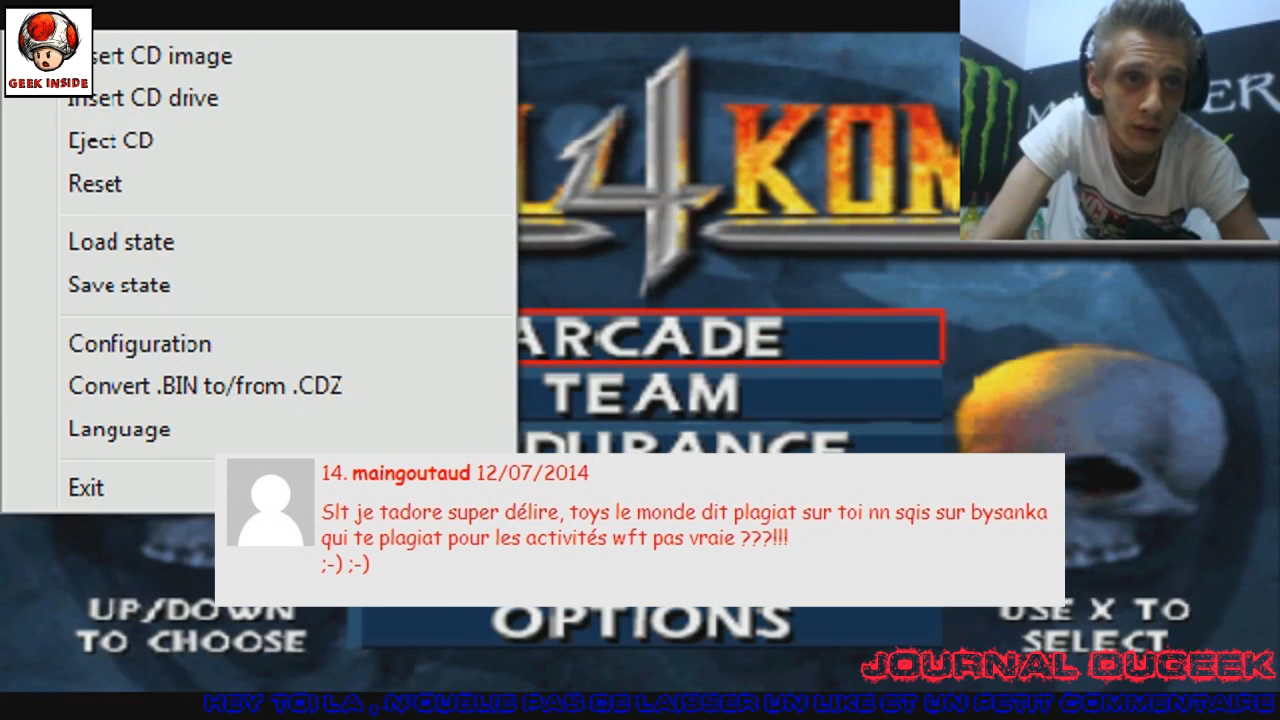 GEEK INSIDE
sert CD image
Insert CD drive
Eject CD
Reset
Load state
Save state
Configuration
Convert .BIN to/from .CDZ
Language
Exit
L 4 KOM
ARCADE
TEAM
DURANCE
14. maingoutaud 12/07/2014
Slt je tadore super délire, toys le monde dit plagiat sur toi nn sqis sur bysanka
qui te plagiat pour les activités wft pas vraie ???!!!
;-) ;-)
UP/DOWN
TO CHOOSE
OPTIONS
USE X TO
SELECT
JOURNAL DUGEEK
HEY TOI LA , N'OUBLIE PAS DE LAISSER UN LIKE ET UN PETIT COMMENTAIRE